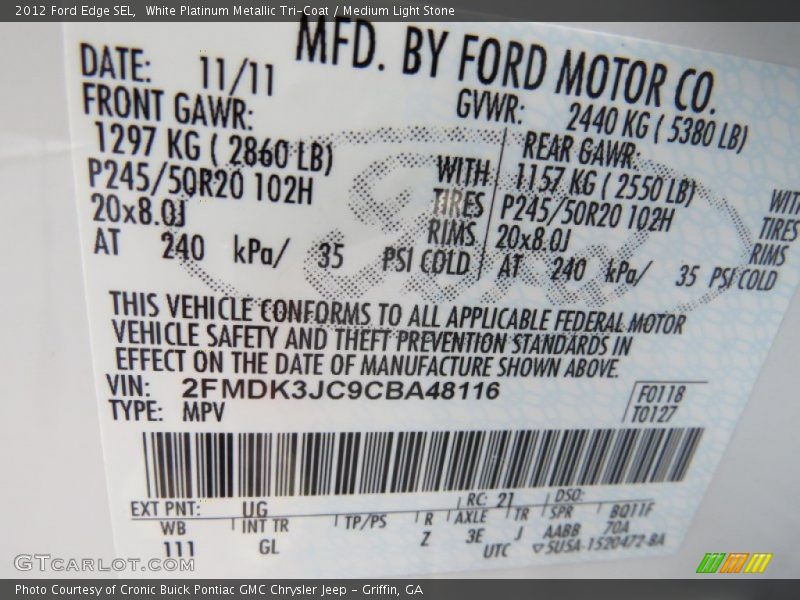 2012 Ford Edge SEL, White Platinum Metallic Tri-Coat / Medium Light Stone
MFD. BY FORD MOTOR CO.
DATE: 11/11
GVWR: 2440 KG ( 5380 LB)
FRONT GAWR:
1297 KG ( 2860 LB)
P245/50R20 102H
20x8.0J
AT 240 kPa/ 35 PSI COLD
WITH
TIRES
RIMS
REAR GAWR:
1157 KG ( 2550 LB)
P245/50R20 102H
20x8.0J
AT 240 kPa/ 35 PSI COLD
WITH
TIRES
RIMS
THIS VEHICLE CONFORMS TO ALL APPLICABLE FEDERAL MOTOR
VEHICLE SAFETY AND THEFT PREVENTION STANDARDS IN
EFFECT ON THE DATE OF MANUFACTURE SHOWN ABOVE.
VIN: 2FMDK3JC9CBA48116
TYPE: MPV
F0118
T0127
EXT PNT: UG RC: 21 DSO:
WB INT TR TP/PS R AXLE TR SPR BQ11F
111 GL Z 3E J AABB 70A
UTC 5USA-1520472-BA
GTCARLOT.COM
Photo Courtesy of Cronic Buick Pontiac GMC Chrysler Jeep - Griffin, GA